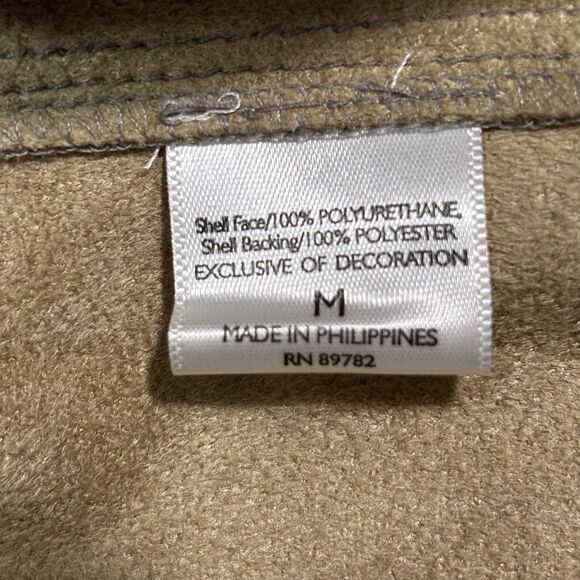 Shell Face/100% POLYURETHANE,
Shell Backing/100% POLYESTER
EXCLUSIVE OF DECORATION
M
MADE IN PHILIPPINES
RN 89782